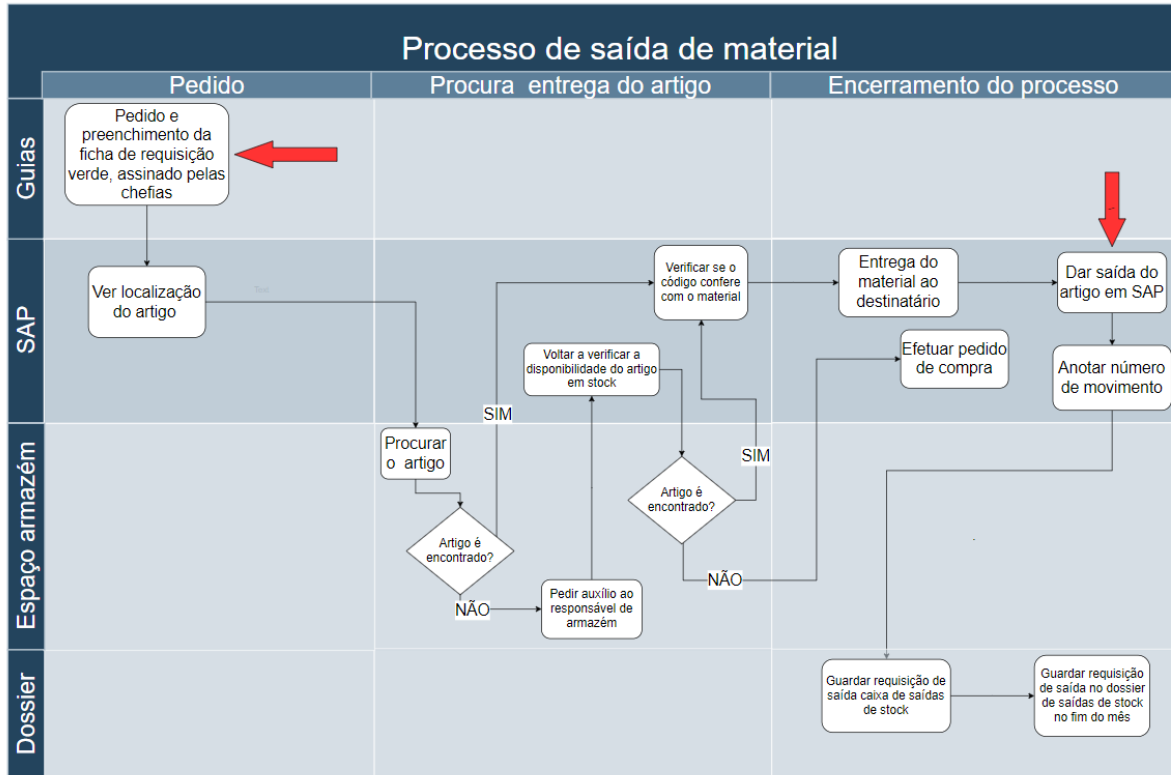 Processo de saída de material
Pedido
Procura entrega do artigo
Encerramento do processo
Guias
Pedido e
preenchimento da
ficha de requisição
verde, assinado pelas
chefias
SAP
Ver localização
do artigo
Verificar se o
código confere
com o material
Entrega do
material ao
destinatário
Dar saída do
artigo em SAP
Voltar a verificar a
disponibilidade do artigo
em stock
Efetuar pedido
de compra
Anotar número
de movimento
SIM
Espaço armazém
Procurar
o artigo
SIM
Artigo é
encontrado?
Artigo é
encontrado?
NÃO
NÃO
Pedir auxílio ao
responsável de
armazém
Dossier
Guardar requisição de
saída caixa de saídas
de stock
Guardar requisição
de saída no dossier
de saídas de stock
no fim do mês